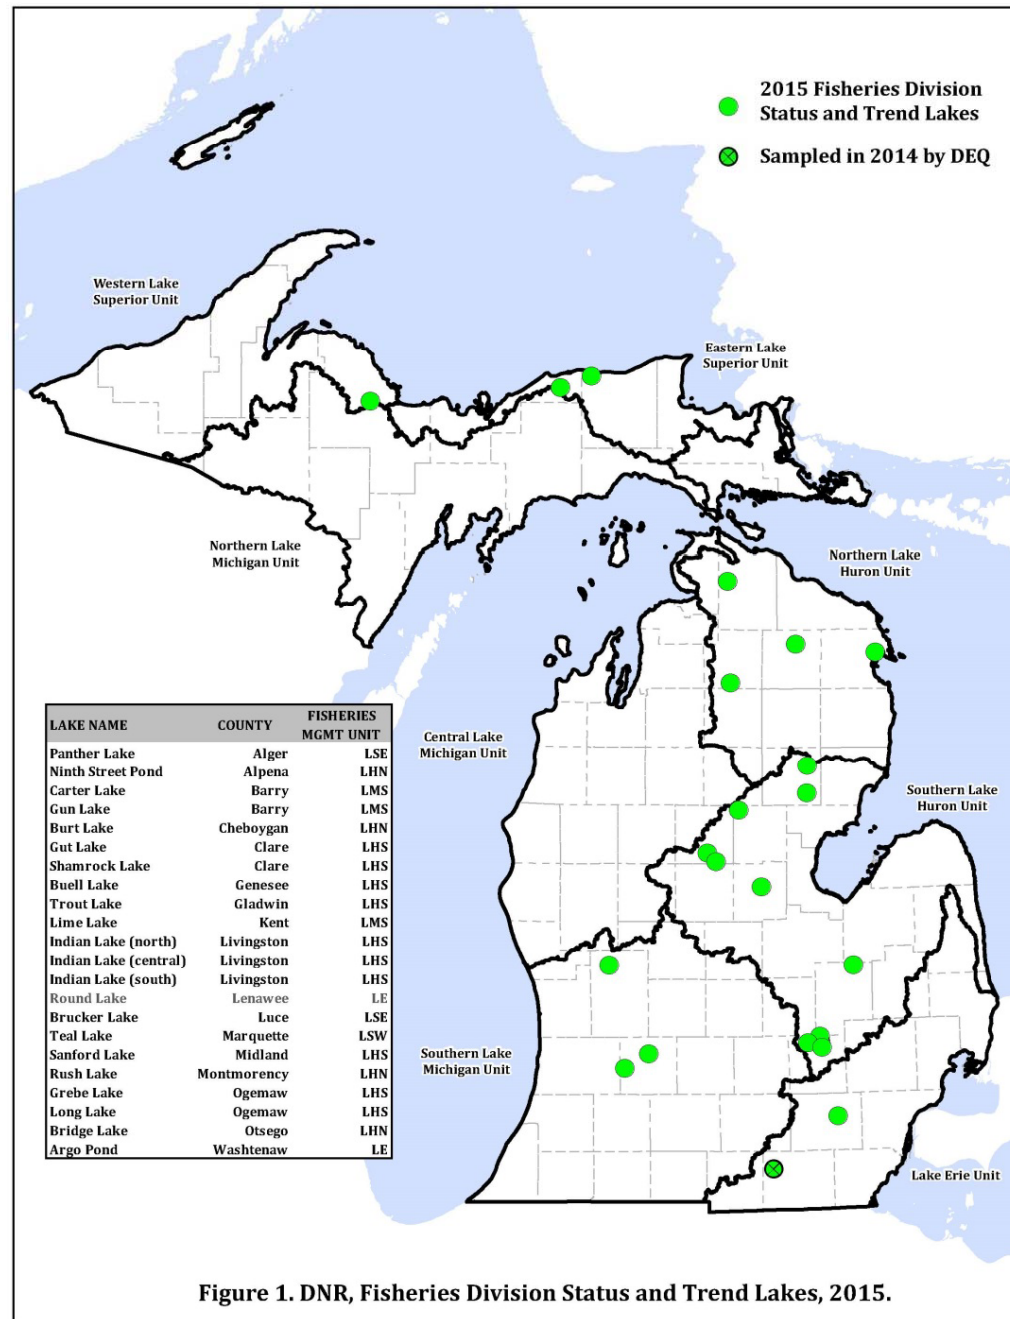 2015 Fisheries Division
Status and Trend Lakes
Sampled in 2014 by DEQ
Western Lake
Superior Unit
Eastern Lake
Superior Unit
Northern Lake
Michigan Unit
Northern Lake
Huron Unit
Central Lake
Michigan Unit
Southern Lake
Huron Unit
Southern Lake
Michigan Unit
Lake Erie Unit
LAKE NAME COUNTY FISHERIES MGMT UNIT
Panther Lake Alger LSE
Ninth Street Pond Alpena LHN
Carter Lake Barry LMS
Gun Lake Barry LMS
Burt Lake Cheboygan LHN
Gut Lake Clare LHS
Shamrock Lake Clare LHS
Buell Lake Genesee LHS
Trout Lake Gladwin LHS
Lime Lake Kent LMS
Indian Lake (north) Livingston LHS
Indian Lake (central) Livingston LHS
Indian Lake (south) Livingston LHS
Round Lake Lenawee LE
Brucker Lake Luce LSE
Teal Lake Marquette LSW
Sanford Lake Midland LHS
Rush Lake Montmorency LHN
Grebe Lake Ogemaw LHS
Long Lake Ogemaw LHS
Bridge Lake Otsego LHN
Argo Pond Washtenaw LE
Figure 1. DNR, Fisheries Division Status and Trend Lakes, 2015.